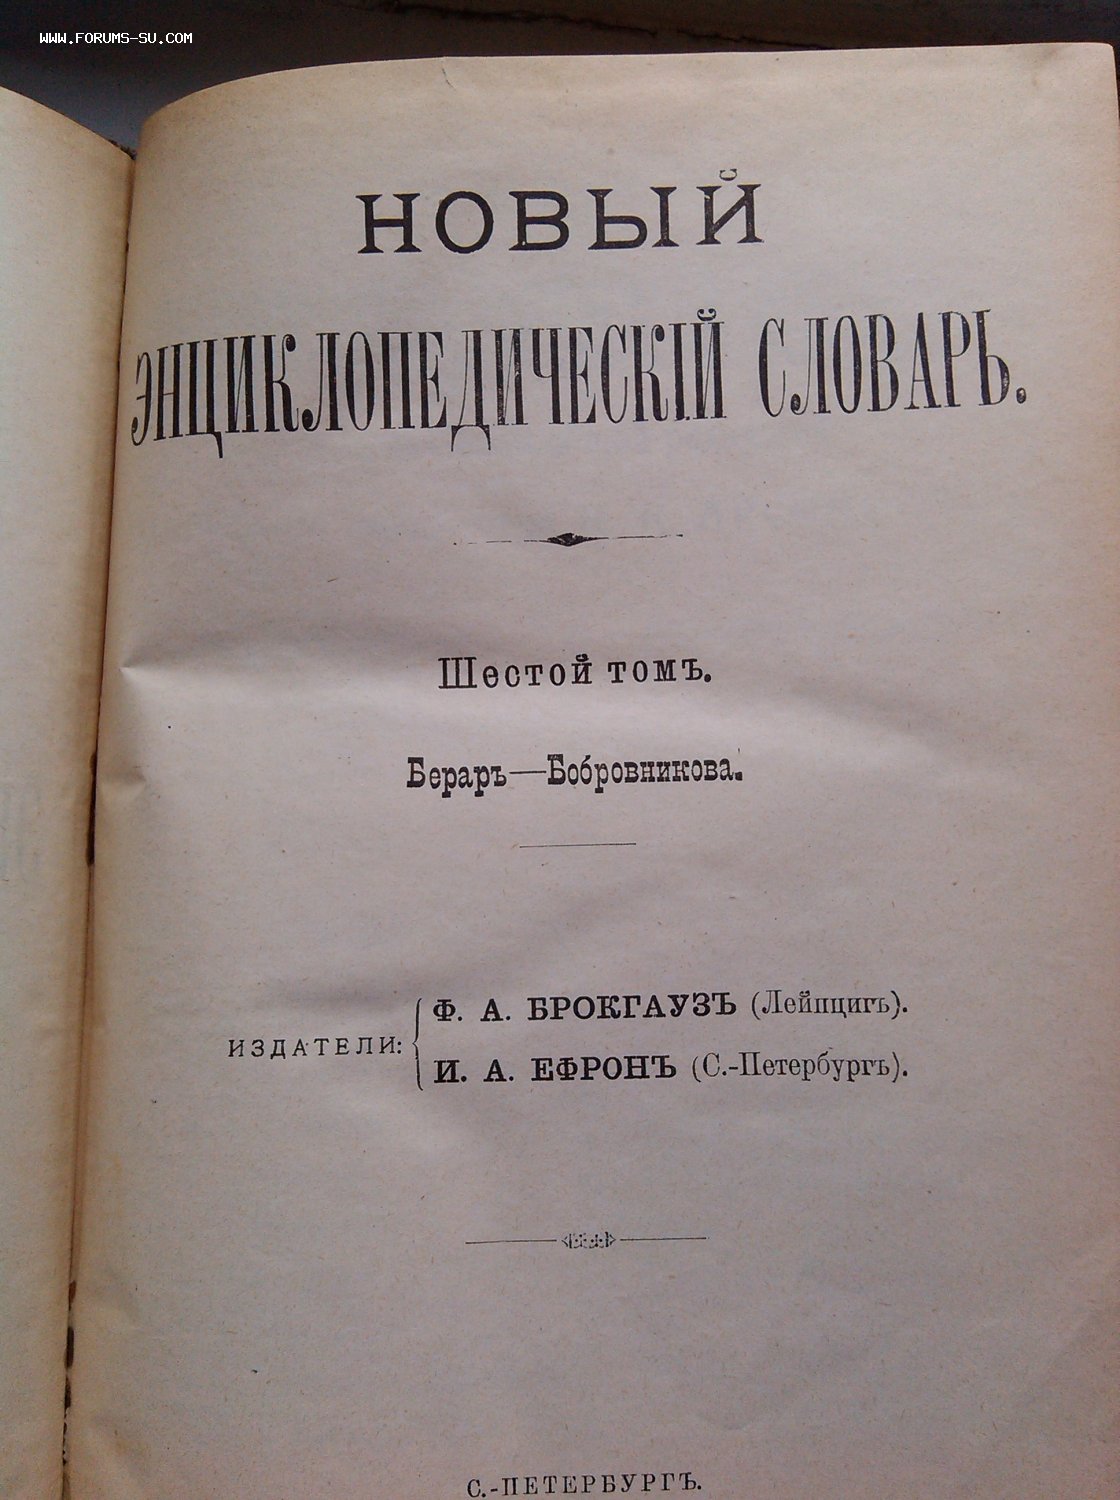 www.forums-su.com
НОВЫЙ
ЭНЦИКЛОПЕДИЧЕСКІЙ СЛОВАРЬ.
Шестой томъ.
Бераръ—Бобровникова.
ИЗДАТЕЛИ:
Ф. А. БРОКГАУЗЪ (Лейпцигъ).
И. А. ЕФРОНЪ (С.-Петербургъ).
С.-ПЕТЕРБУРГЪ.